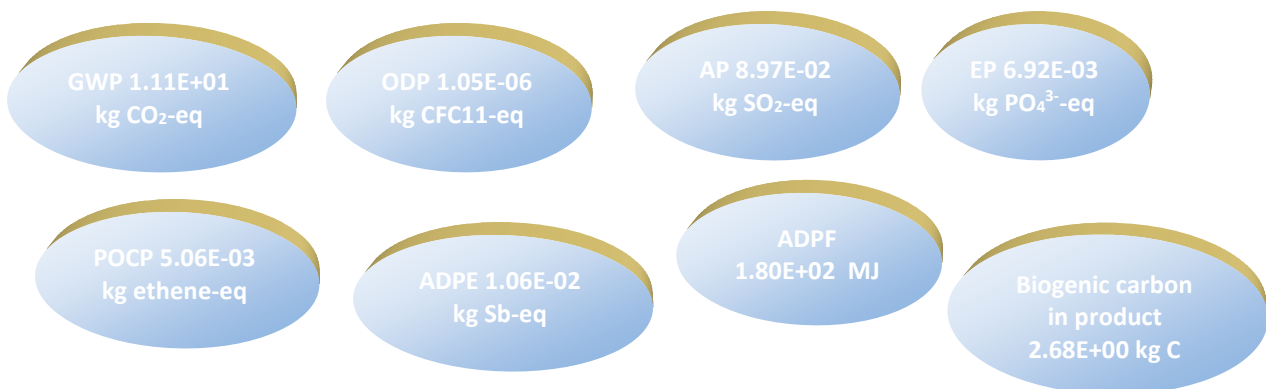 GWP 1.11E+01
kg CO₂-eq
ODP 1.05E-06
kg CFC11-eq
AP 8.97E-02
kg SO₂-eq
EP 6.92E-03
kg PO₄³⁻-eq
POCP 5.06E-03
kg ethene-eq
ADPE 1.06E-02
kg Sb-eq
ADPF
1.80E+02 MJ
Biogenic carbon
in product
2.68E+00 kg C